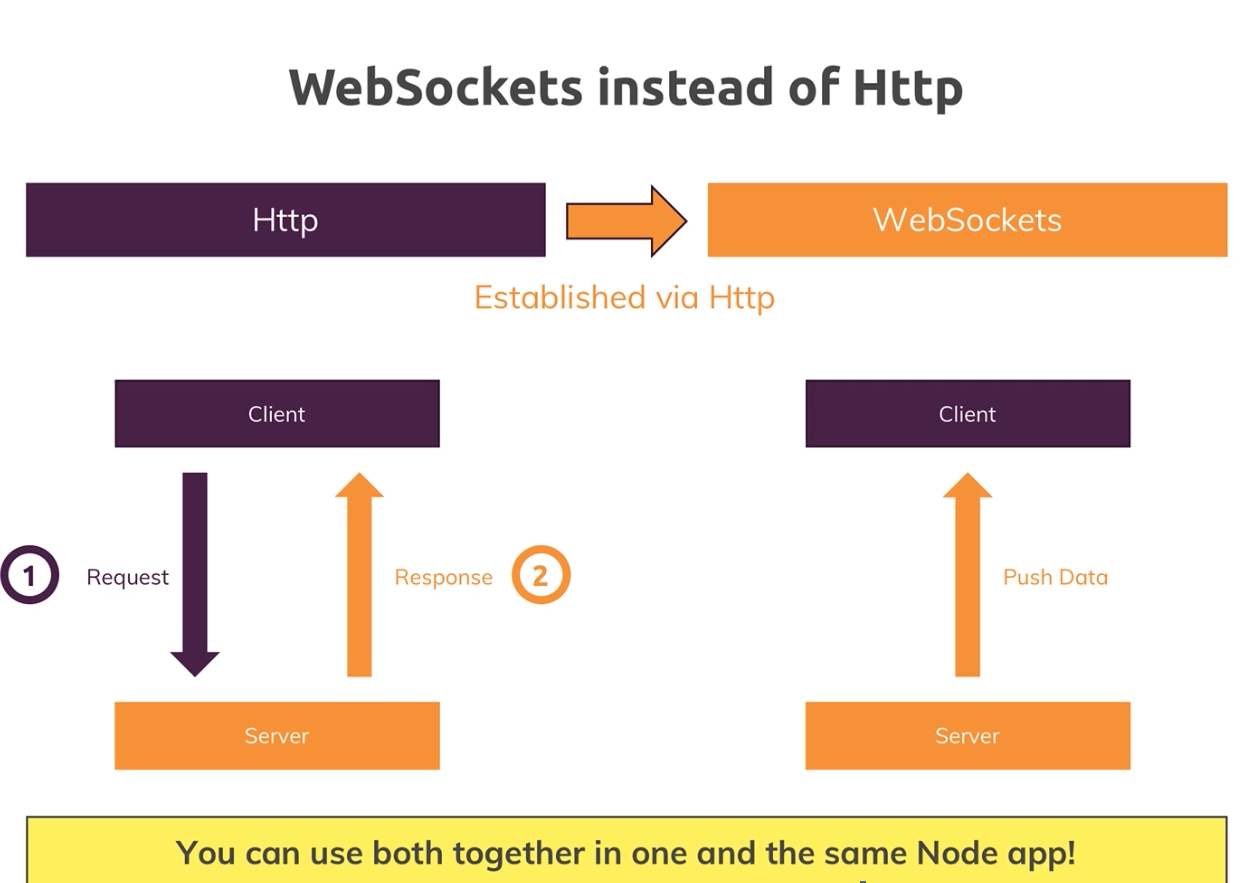 WebSockets instead of Http
Http
WebSockets
Established via Http
Client
Client
1
Request
Response
2
Push Data
Server
Server
You can use both together in one and the same Node app!